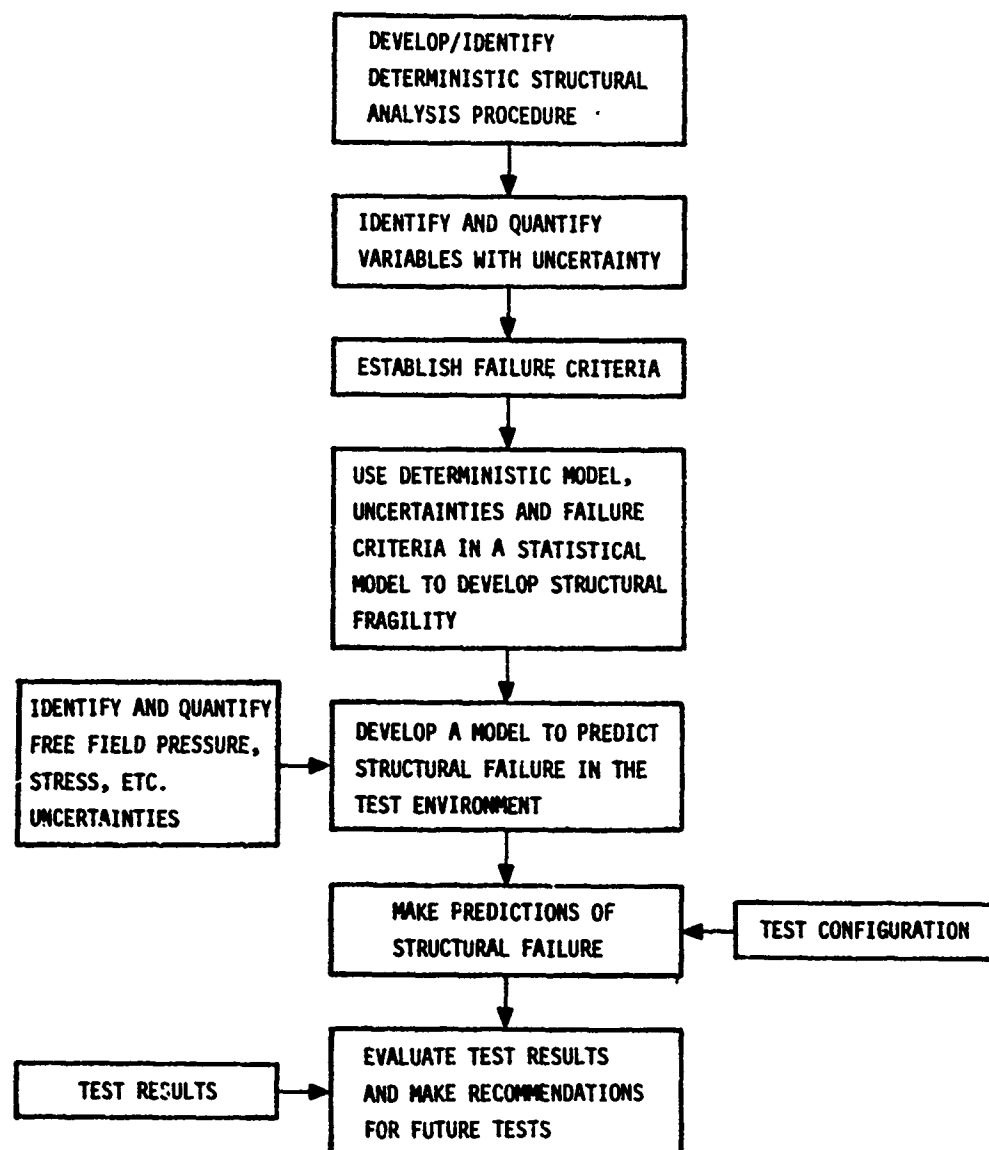 DEVELOP/IDENTIFY
DETERMINISTIC STRUCTURAL
ANALYSIS PROCEDURE
IDENTIFY AND QUANTIFY
VARIABLES WITH UNCERTAINTY
ESTABLISH FAILURE CRITERIA
USE DETERMINISTIC MODEL,
UNCERTAINTIES AND FAILURE
CRITERIA IN A STATISTICAL
MODEL TO DEVELOP STRUCTURAL
FRAGILITY
IDENTIFY AND QUANTIFY
FREE FIELD PRESSURE,
STRESS, ETC.
UNCERTAINTIES
DEVELOP A MODEL TO PREDICT
STRUCTURAL FAILURE IN THE
TEST ENVIRONMENT
MAKE PREDICTIONS OF
STRUCTURAL FAILURE
TEST CONFIGURATION
TEST RESULTS
EVALUATE TEST RESULTS
AND MAKE RECOMMENDATIONS
FOR FUTURE TESTS